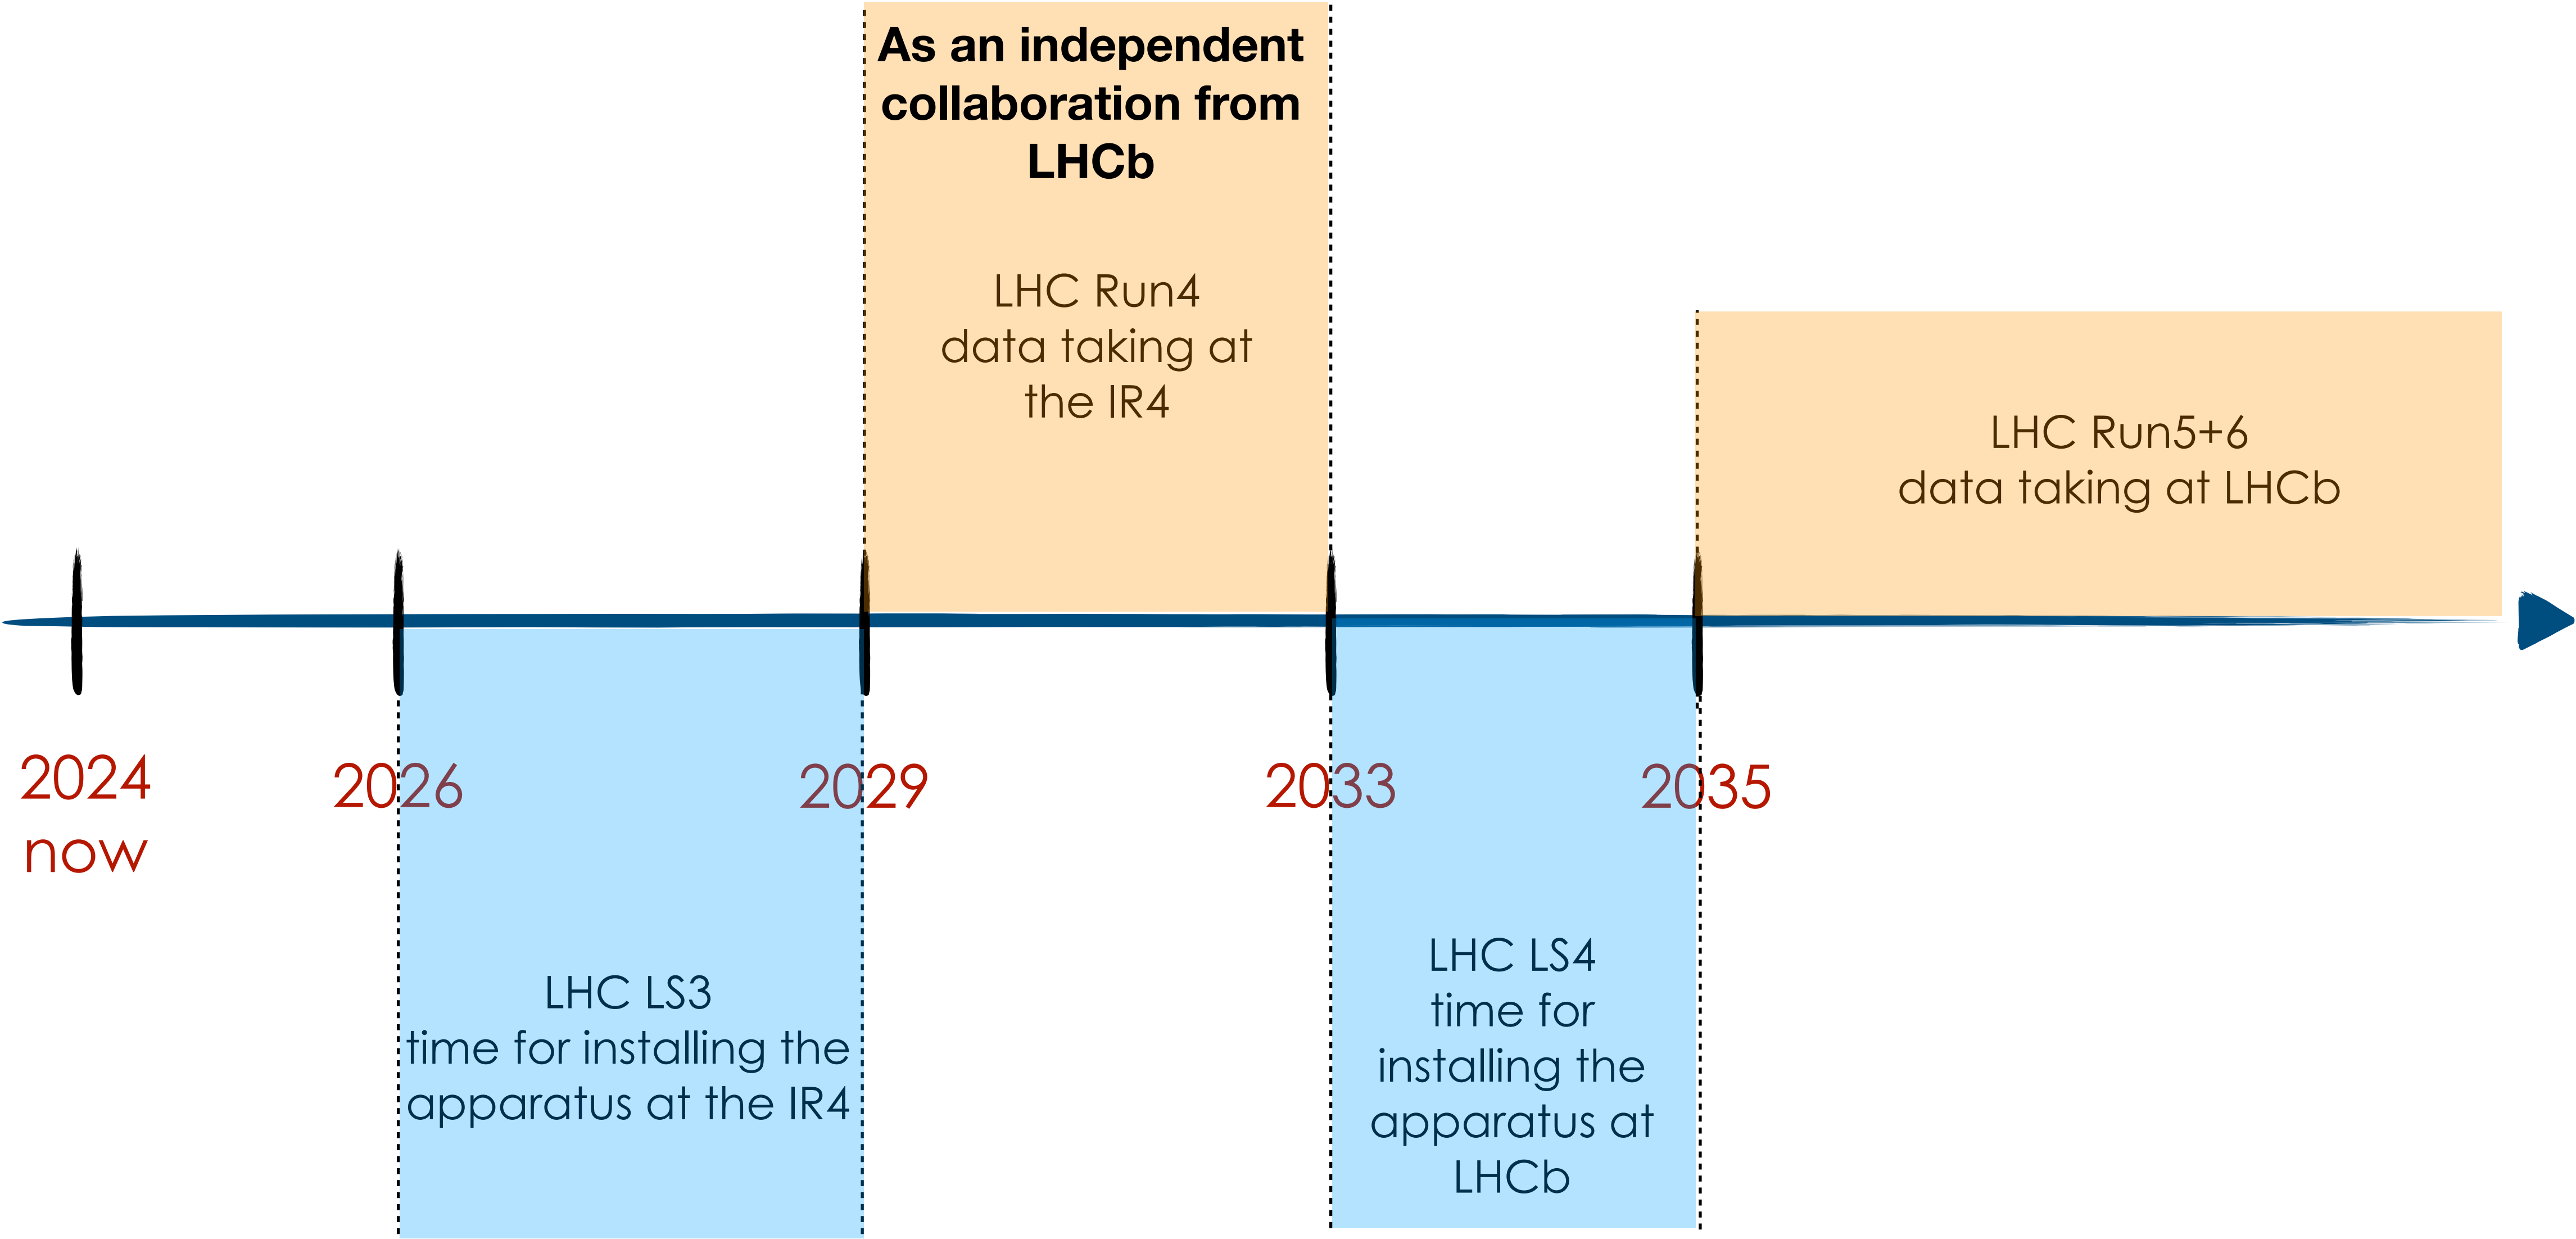 As an independent
collaboration from
LHCb
LHC Run4
data taking at
the IR4
LHC Run5+6
data taking at LHCb
2024
now
2026
2029
2033
2035
LHC LS3
time for installing the
apparatus at the IR4
LHC LS4
time for
installing the
apparatus at
LHCb